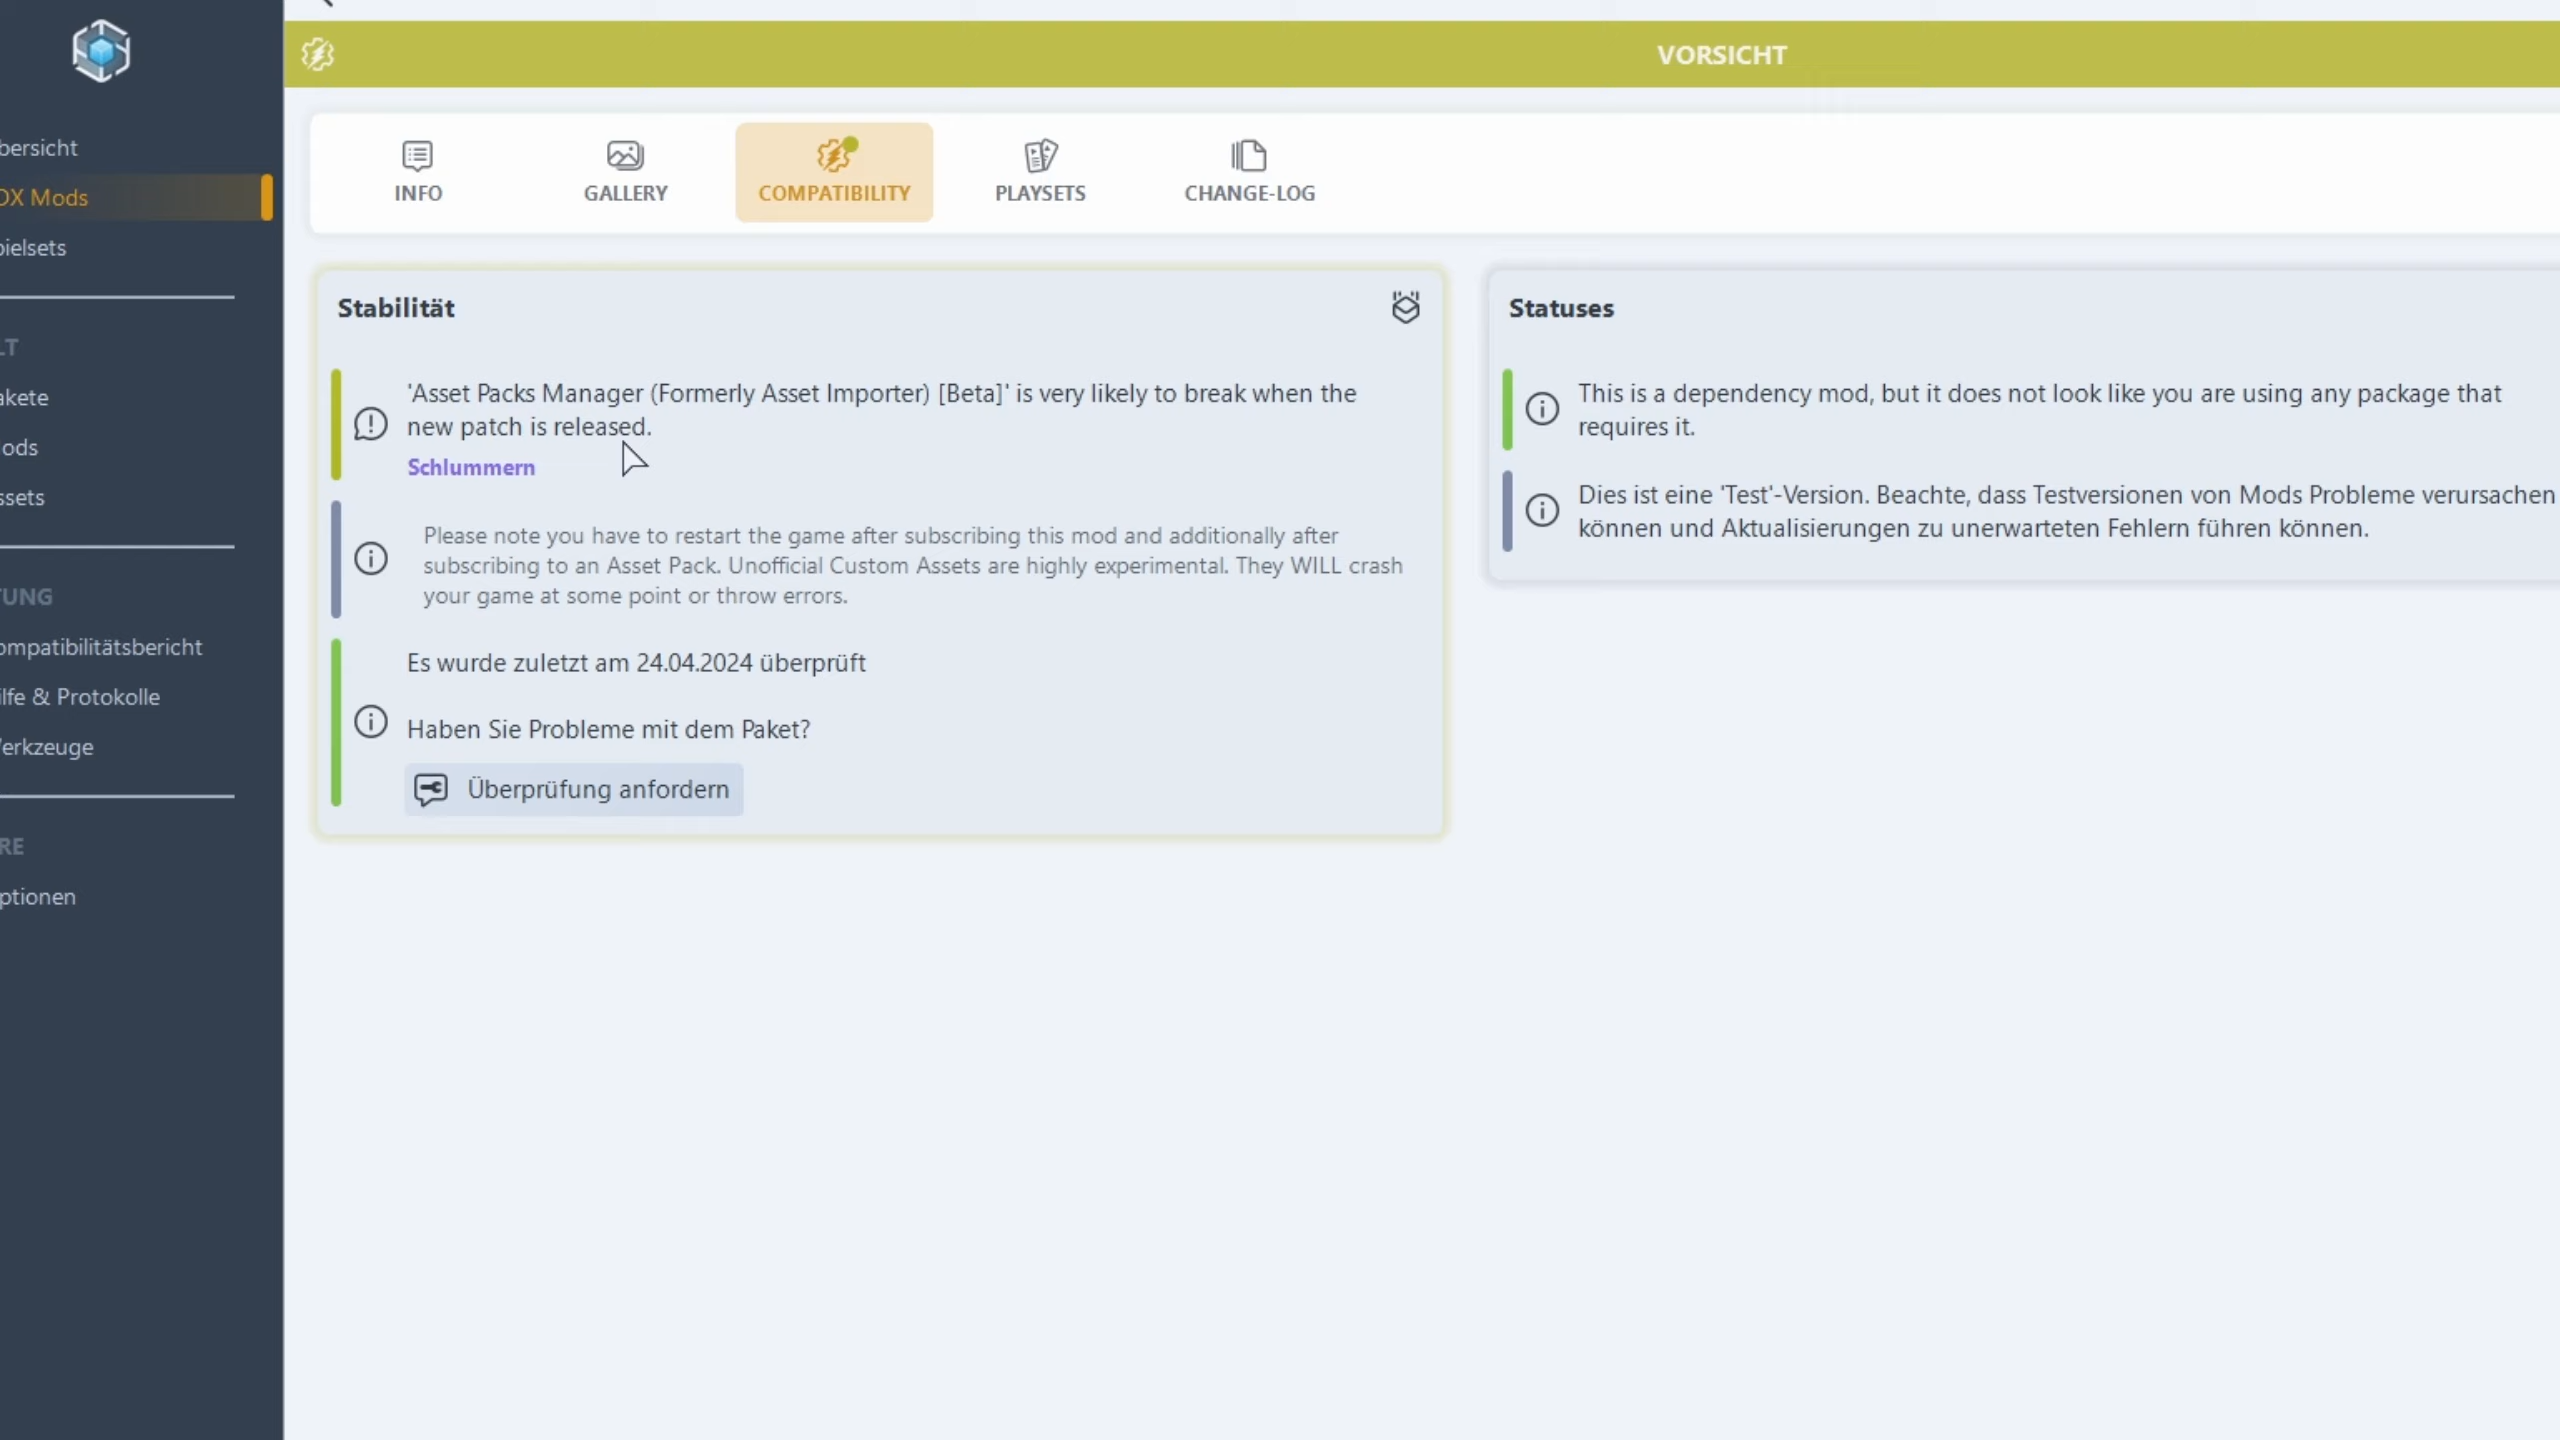 VORSICHT
bersicht
OX Mods
pielsets
LT
akete
ods
ssets
TUNG
ompatibilitätsbericht
ilfe & Protokolle
erkzeuge
RE
ptionen
INFO
GALLERY
COMPATIBILITY
PLAYSETS
CHANGE-LOG
Stabilität
'Asset Packs Manager (Formerly Asset Importer) [Beta]' is very likely to break when the
new patch is released.
Schlummern
Please note you have to restart the game after subscribing this mod and additionally after
subscribing to an Asset Pack. Unofficial Custom Assets are highly experimental. They WILL crash
your game at some point or throw errors.
Es wurde zuletzt am 24.04.2024 überprüft
Haben Sie Probleme mit dem Paket?
Überprüfung anfordern
Statuses
This is a dependency mod, but it does not look like you are using any package that
requires it.
Dies ist eine 'Test'-Version. Beachte, dass Testversionen von Mods Probleme verursachen
können und Aktualisierungen zu unerwarteten Fehlern führen können.